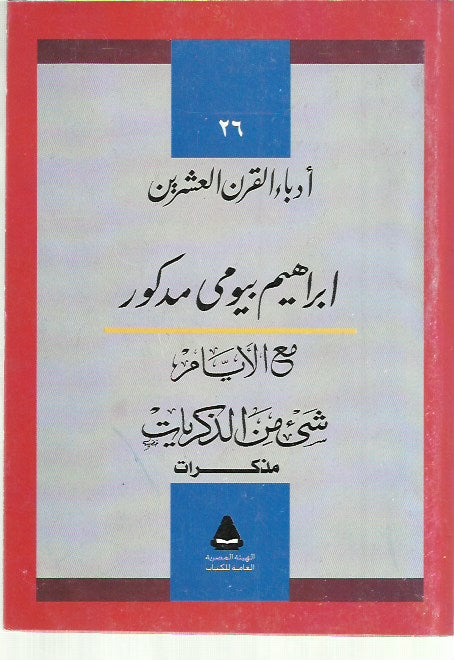 ٢٦
أدباء القرن العشرين
ابراهيم بيومى مدكور
مع الأيام
شئ من الذكريات
مذكرات
الهيئة المصرية
العامة للكتاب